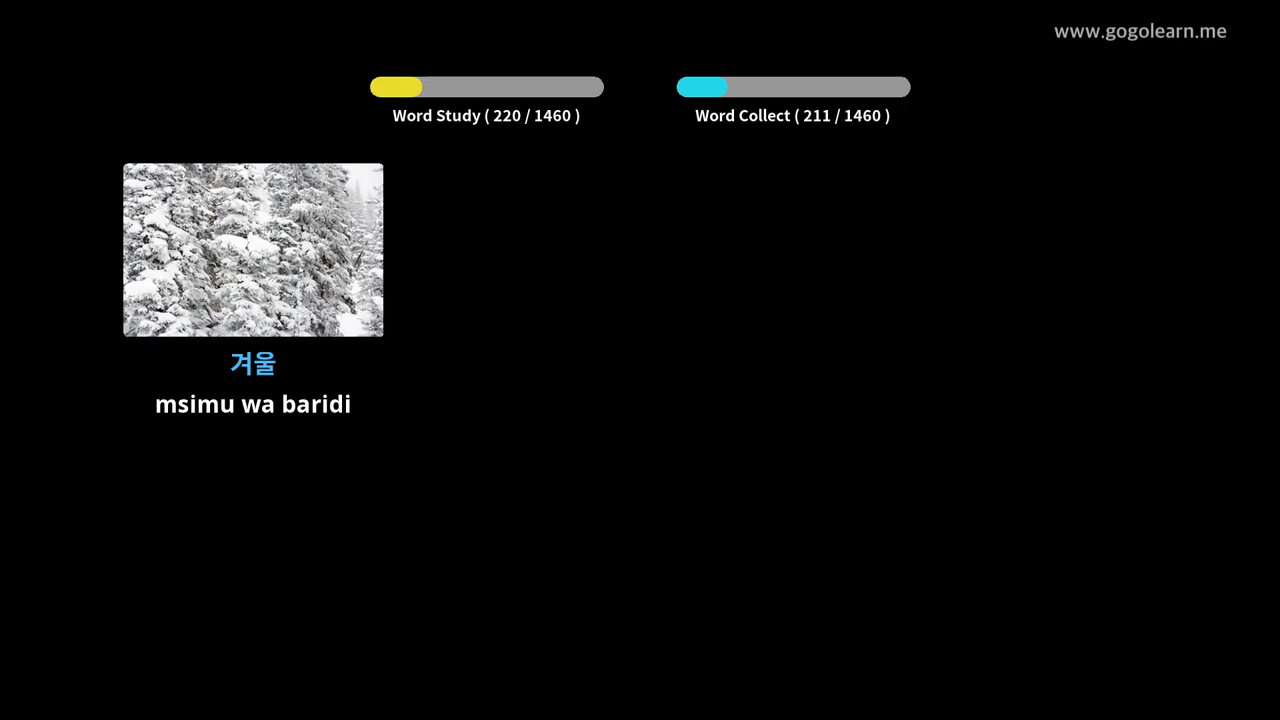 www.gogolearn.me
Word Study ( 220 / 1460 )
Word Collect ( 211 / 1460 )
겨울
msimu wa baridi